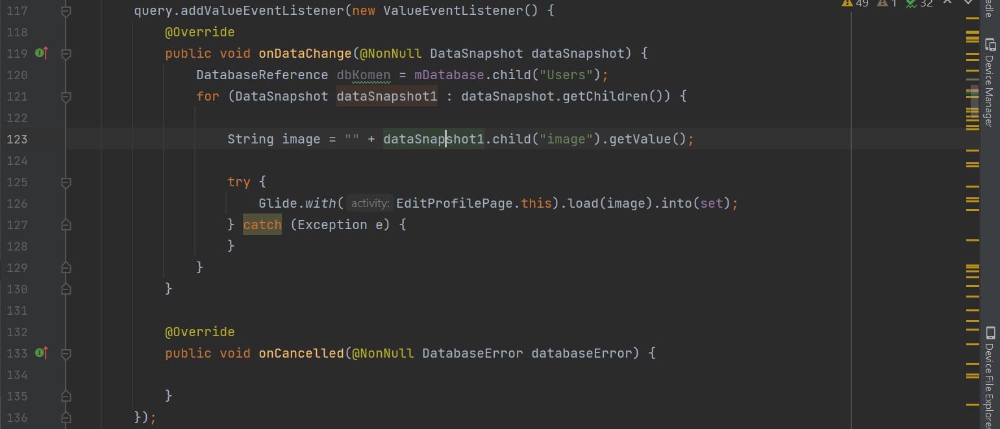 49 1 32
117 query.addValueEventListener(new ValueEventListener() {
118 @Override
119 public void onDataChange(@NonNull DataSnapshot dataSnapshot) {
120 DatabaseReference dbKomen = mDatabase.child("Users");
121 for (DataSnapshot dataSnapshot1 : dataSnapshot.getChildren()) {
122
123 String image = "" + dataSnapshot1.child("image").getValue();
124
125 try {
126 Glide.with( activity: EditProfilePage.this).load(image).into(set);
127 } catch (Exception e) {
128 }
129 }
130 }
131
132 @Override
133 public void onCancelled(@NonNull DatabaseError databaseError) {
134
135 }
136 });
adle
Device Manager
Device File Explorer